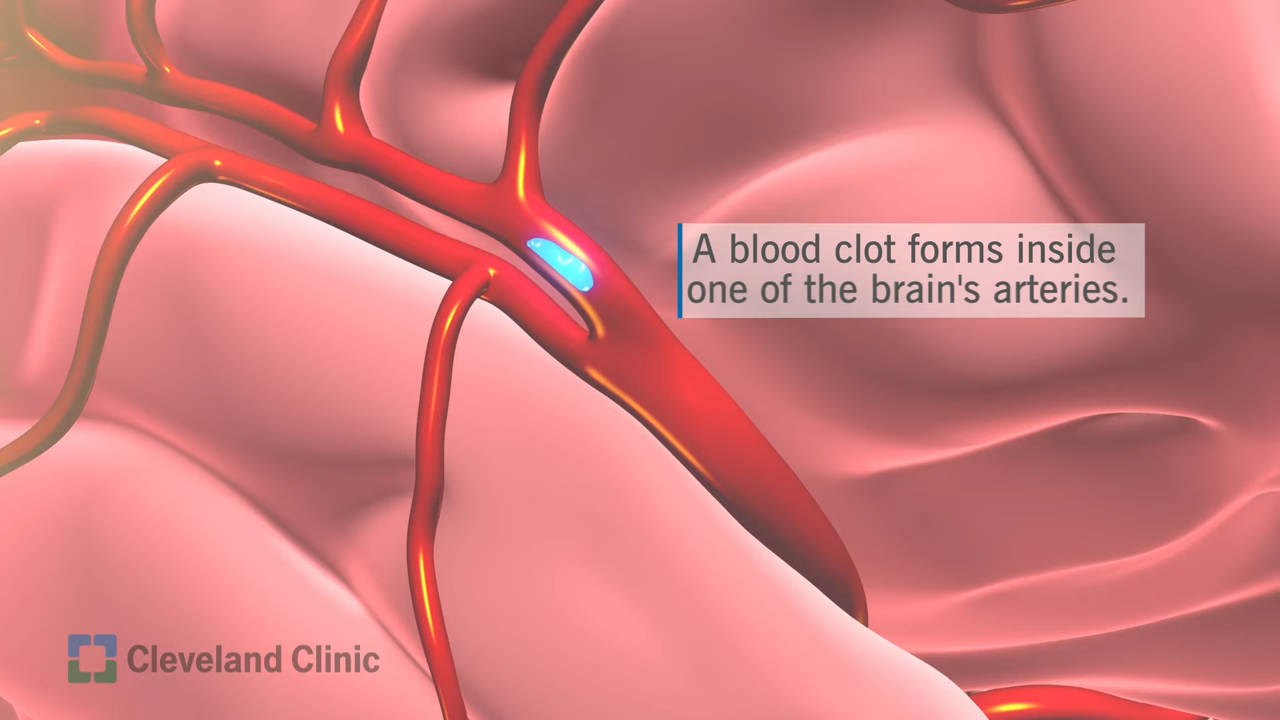 A blood clot forms inside
one of the brain's arteries.
Cleveland Clinic